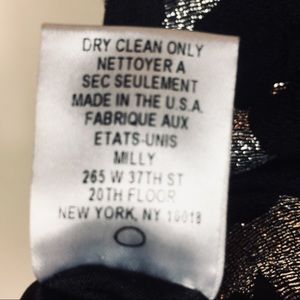 DRY CLEAN ONLY
NETTOYER A
SEC SEULEMENT
MADE IN THE U.S.A.
FABRIQUE AUX
ETATS-UNIS
MILLY
265 W 37TH ST
20TH FLOOR
NEW YORK, NY 10018